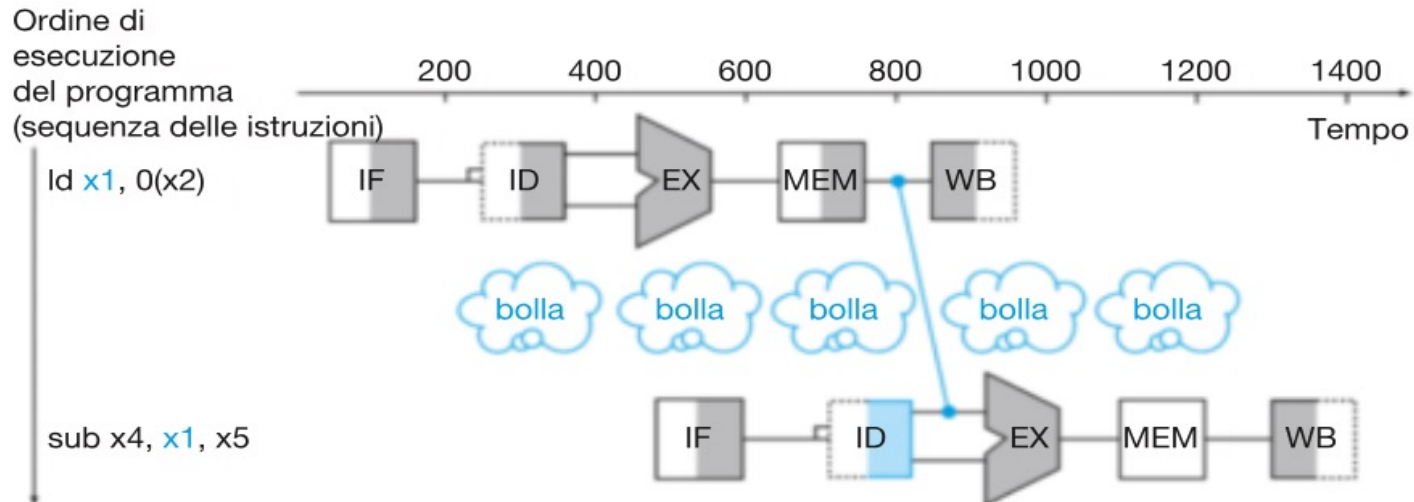 Ordine di
esecuzione
del programma
(sequenza delle istruzioni)
200 400 600 800 1000 1200 1400
Tempo
ld x1, 0(x2)
IF ID EX MEM WB
bolla bolla bolla bolla bolla
sub x4, x1, x5
IF ID EX MEM WB